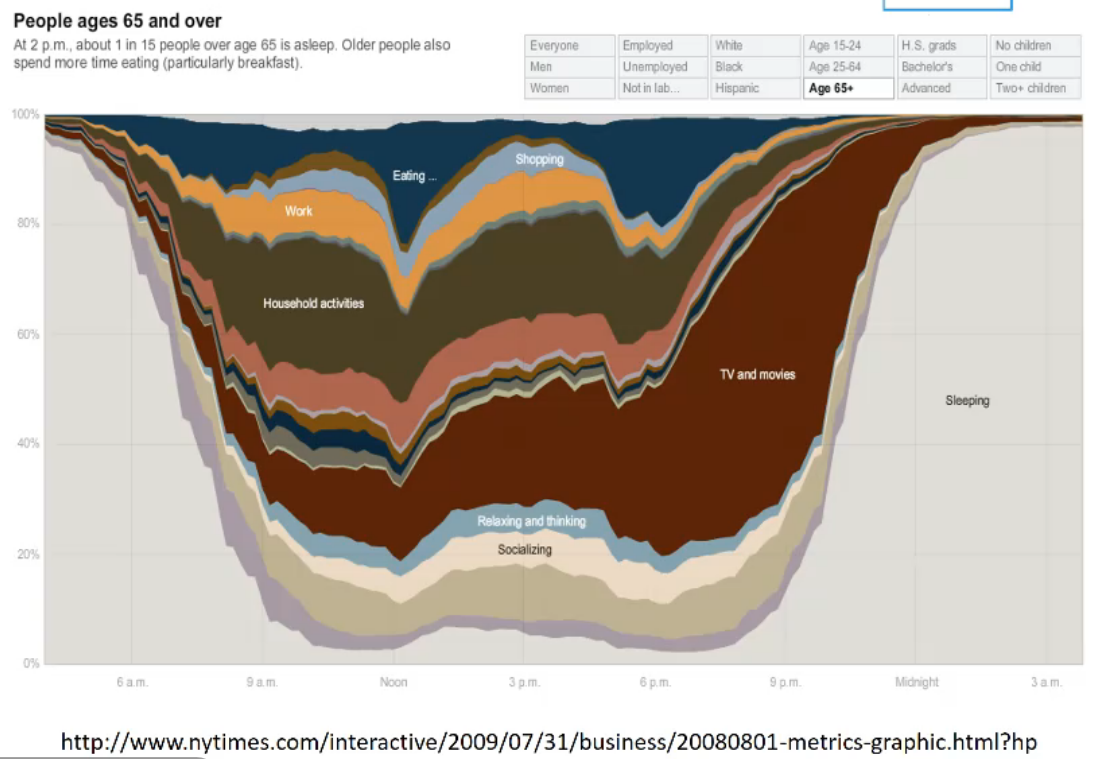 People ages 65 and over
At 2 p.m., about 1 in 15 people over age 65 is asleep. Older people also
spend more time eating (particularly breakfast).
Everyone Employed White Age 15-24 H.S. grads No children
Men Unemployed Black Age 25-64 Bachelor's One child
Women Not in lab... Hispanic Age 65+ Advanced Two+ children
100%
80%
60%
40%
20%
0%
Eating ...
Shopping
Work
Household activities
TV and movies
Sleeping
Relaxing and thinking
Socializing
6 a.m. 9 a.m. Noon 3 p.m. 6 p.m. 9 p.m. Midnight 3 a.m.
http://www.nytimes.com/interactive/2009/07/31/business/20080801-metrics-graphic.html?hp